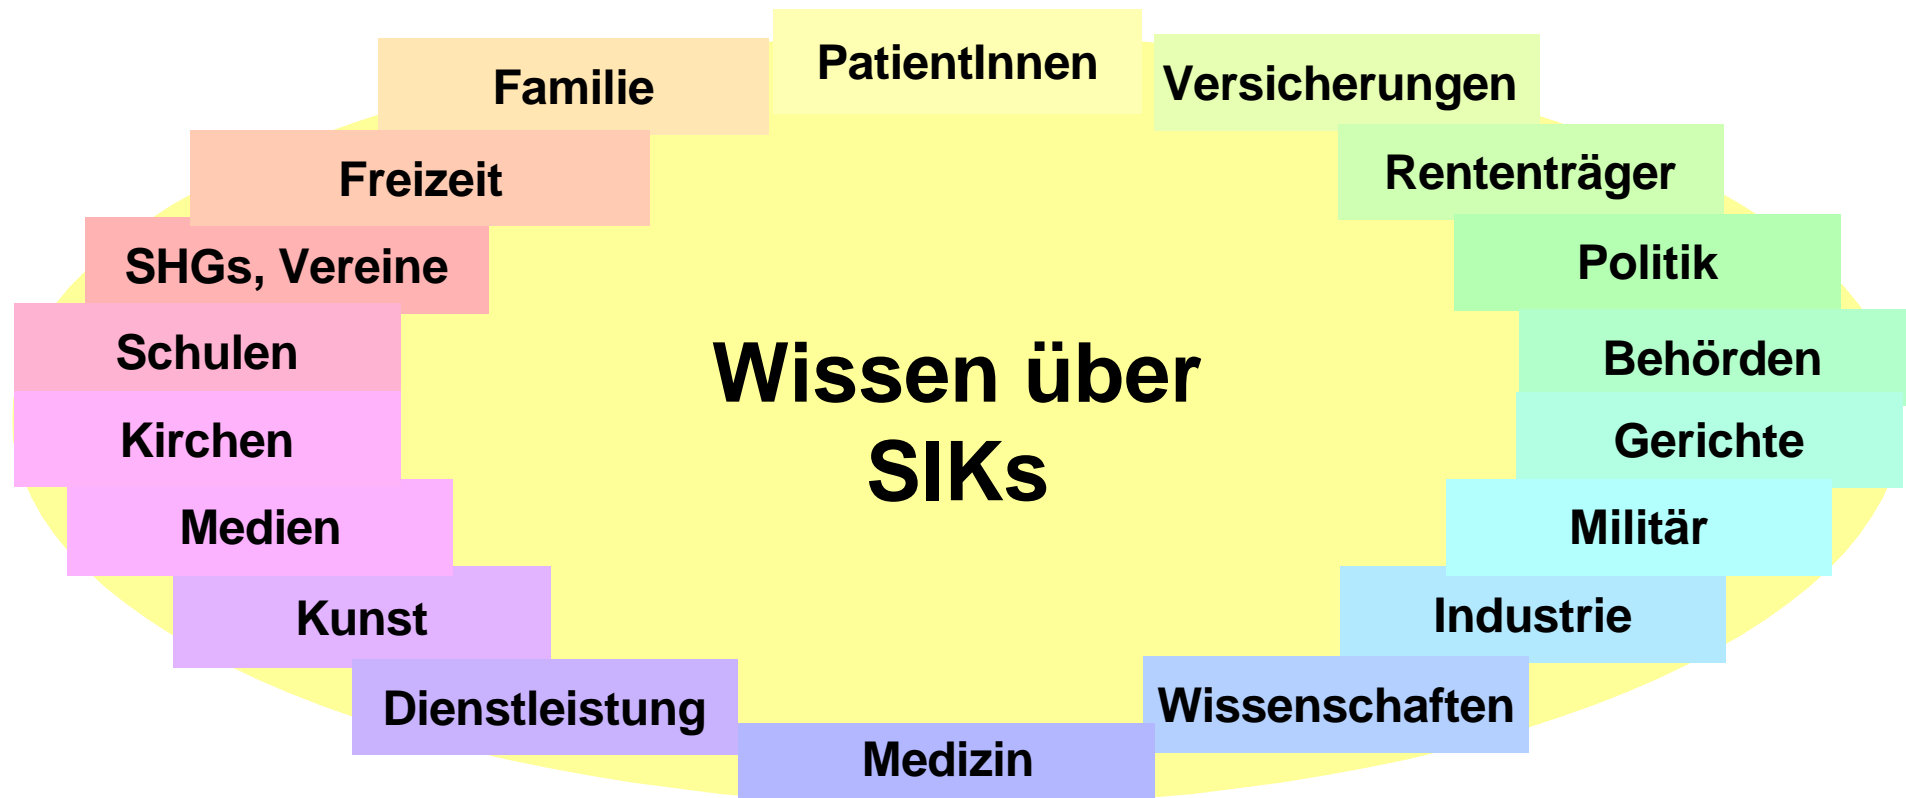 PatientInnen
Familie
Versicherungen
Freizeit
Rententräger
SHGs, Vereine
Politik
Schulen
Wissen über
SIKs
Behörden
Kirchen
Gerichte
Medien
Militär
Kunst
Industrie
Dienstleistung
Wissenschaften
Medizin